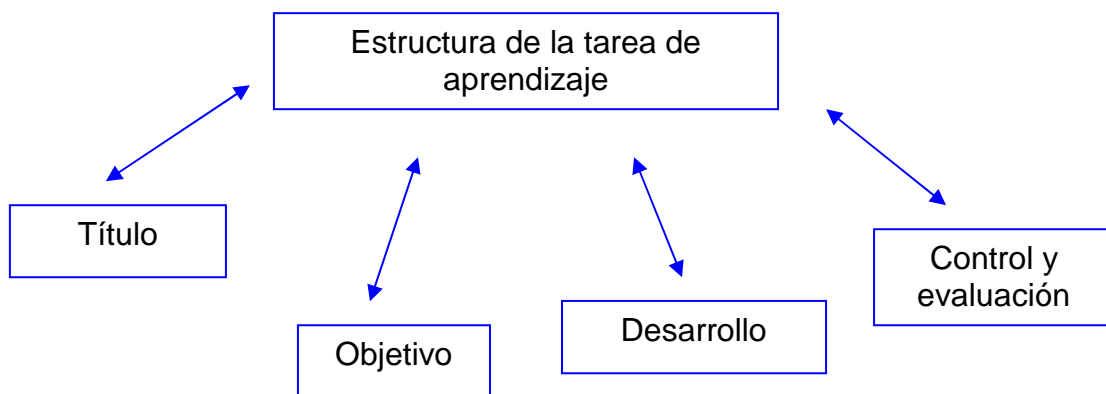 Estructura de la tarea de
aprendizaje
Título
Objetivo
Desarrollo
Control y
evaluación